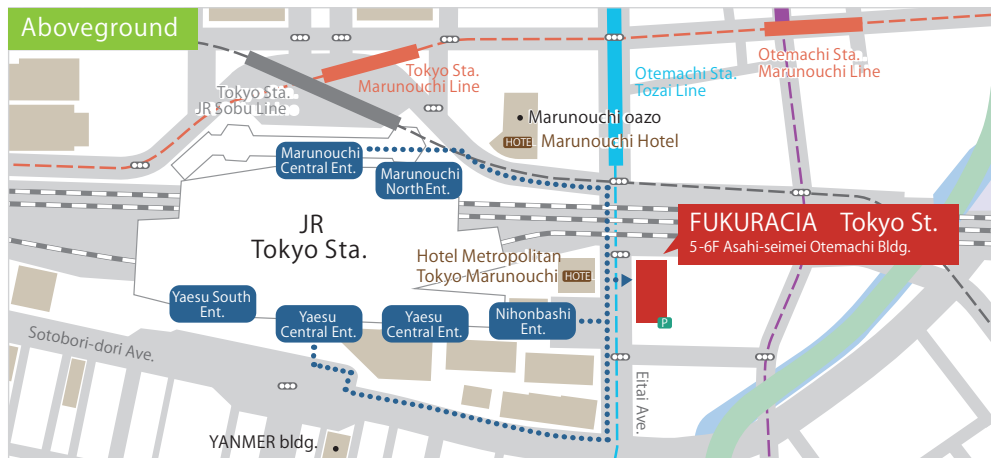 Aboveground
Tokyo Sta.
Marunouchi Line
Otemachi Sta.
Marunouchi Line
Otemachi Sta.
Tozai Line
Tokyo Sta.
JR Sobu Line
Marunouchi oazo
HOTE
Marunouchi Hotel
Marunouchi
Central Ent.
Marunouchi
North Ent.
JR
Tokyo Sta.
FUKURACIA Tokyo St.
5-6F Asahi-seimei Otemachi Bldg.
Hotel Metropolitan
Tokyo Marunouchi
HOTE
Yaesu South
Ent.
Yaesu
Central Ent.
Yaesu
Central Ent.
Nihonbashi
Ent.
P
Sotobori-dori Ave.
Eitai Ave.
YANMER bldg.